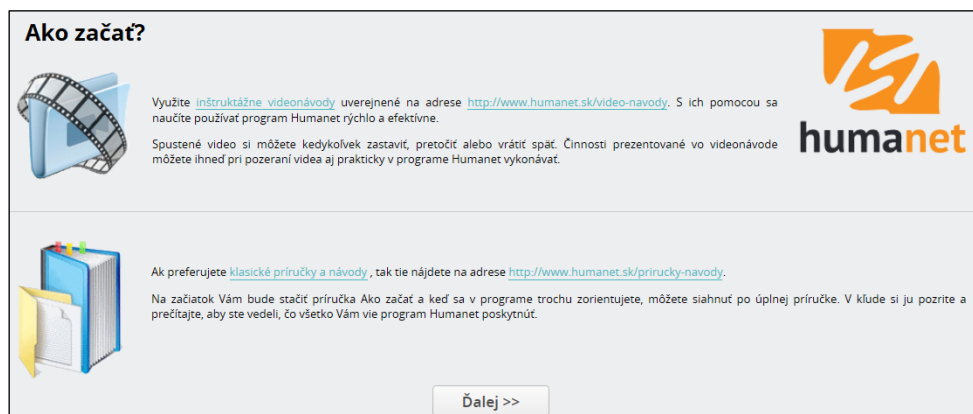 Ako začať?
Využite inštruktážne videonávody uverejnené na adrese http://www.humanet.sk/video-navody. S ich pomocou sa
naučíte používať program Humanet rýchlo a efektívne.
Spustené video si môžete kedykoľvek zastaviť, pretočiť alebo vrátiť späť. Činnosti prezentované vo videonávode
môžete ihneď pri pozeraní videa aj prakticky v programe Humanet vykonávať.
humanet
Ak preferujete klasické príručky a návody , tak tie nájdete na adrese http://www.humanet.sk/prirucky-navody.
Na začiatok Vám bude stačiť príručka Ako začať a keď sa v programe trochu zorientujete, môžete siahnuť po úplnej príručke. V kľude si ju pozrite a
prečítajte, aby ste vedeli, čo všetko Vám vie program Humanet poskytnúť.
Ďalej >>